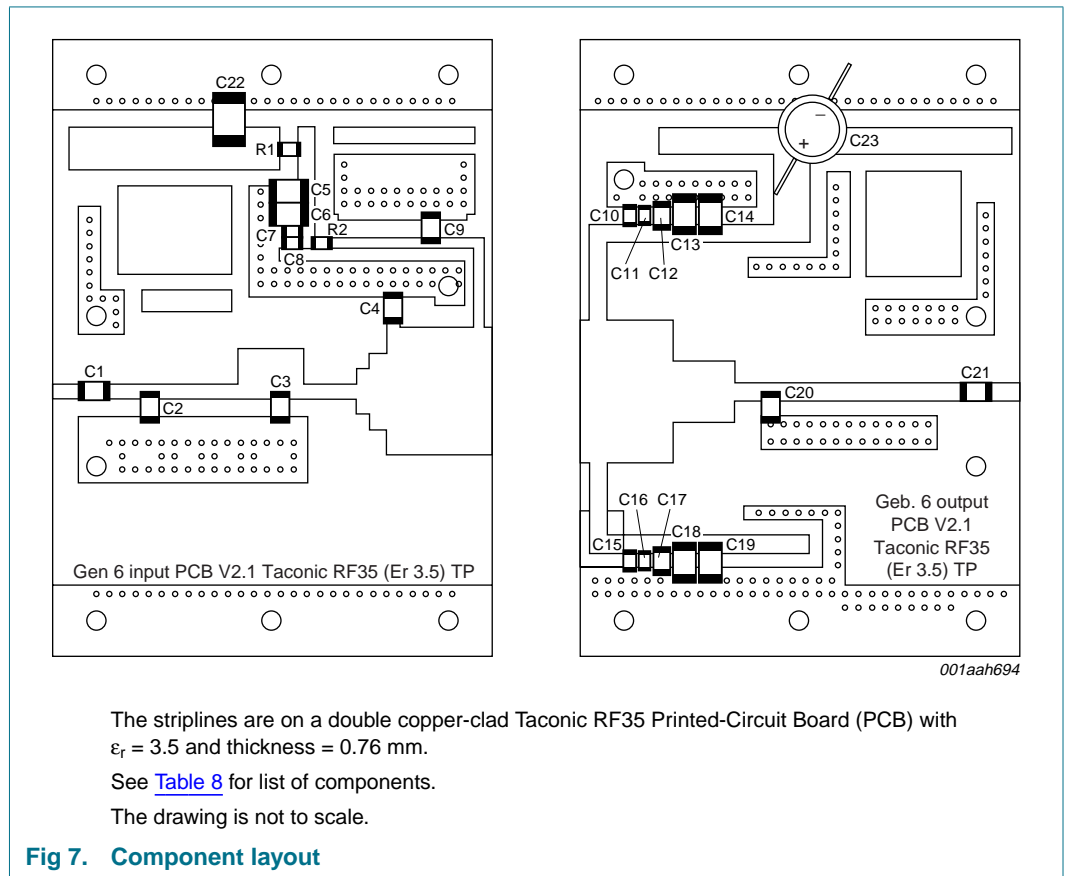 C22
R1
C5
C6
C7
R2
C9
C8
C4
C1
C3
C2
Gen 6 input PCB V2.1 Taconic RF35 (Er 3.5) TP
−
+
C23
C10
C14
C13
C11 C12
C21
C20
C16 C17
C18
C15
C19
Geb. 6 output
PCB V2.1
Taconic RF35
(Er 3.5) TP
001aah694
The striplines are on a double copper-clad Taconic RF35 Printed-Circuit Board (PCB) with
εr = 3.5 and thickness = 0.76 mm.
See Table 8 for list of components.
The drawing is not to scale.
Fig 7. Component layout